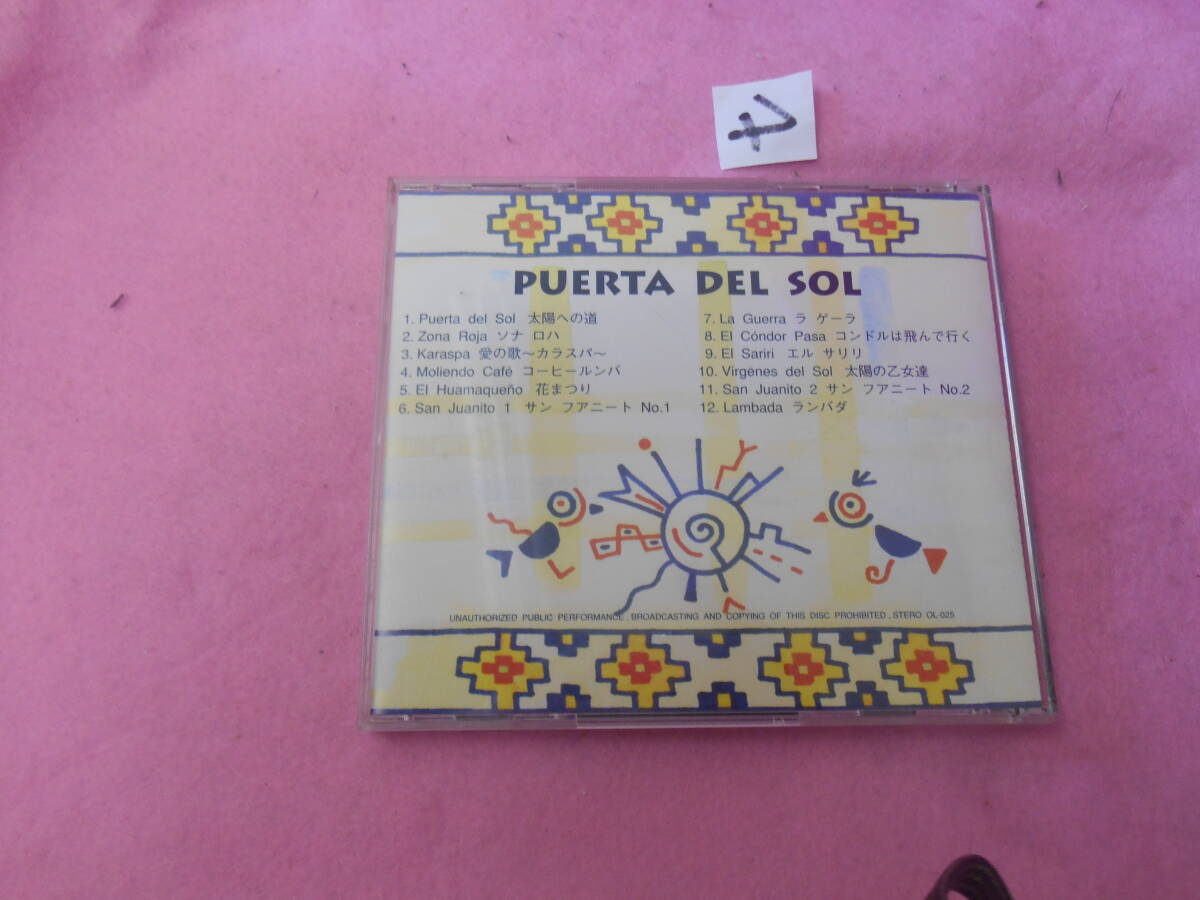 PUERTA DEL SOL
1. Puerta del Sol 太陽への道
2. Zona Roja ソナ ロハ
3. Karaspa 愛の歌〜カラスパ〜
4. Moliendo Café コーヒールンバ
5. El Huamaqueño 花まつり
6. San Juanito 1 サン フアニート No.1
7. La Guerra ラ ゲーラ
8. El Cóndor Pasa コンドルは飛んで行く
9. El Sariri エル サリリ
10. Virgenes del Sol 太陽の乙女達
11. San Juanito 2 サン フアニート No.2
12. Lambada ランバダ
UNAUTHORIZED PUBLIC PERFORMANCE , BROADCASTING AND COPYING OF THIS DISC PROHIBITED , STERO OL-025